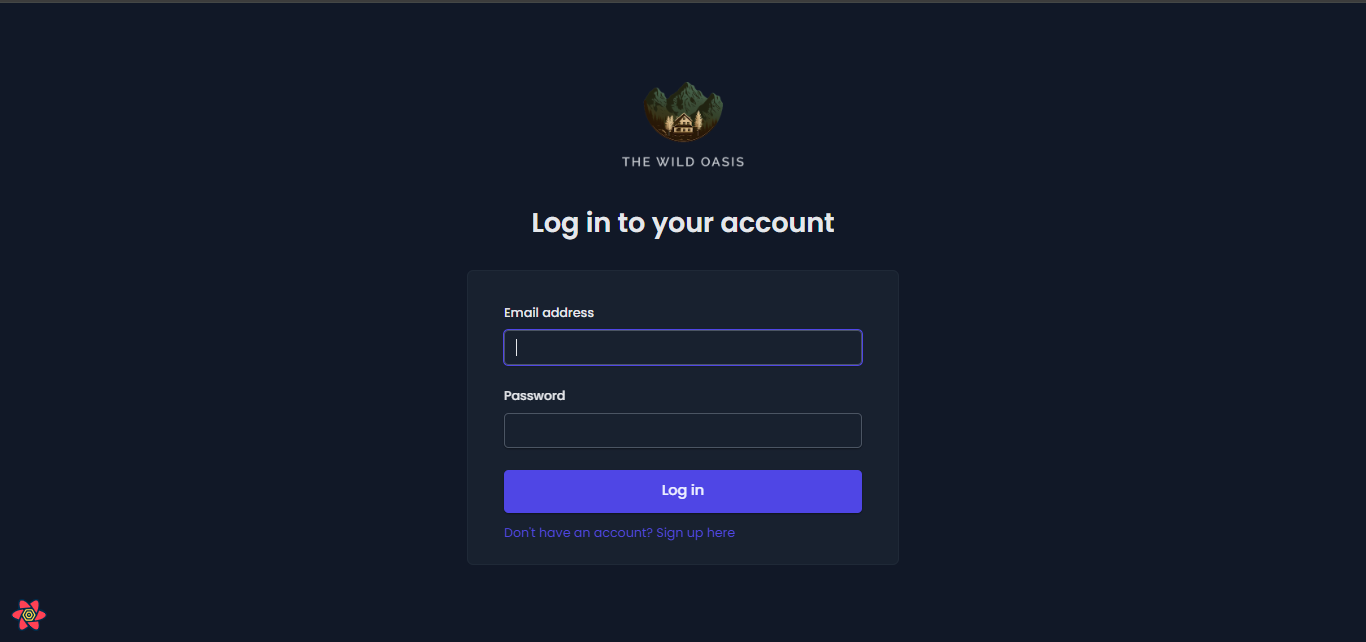 THE WILD OASIS
Log in to your account
Email address
Password
Log in
Don't have an account? Sign up here